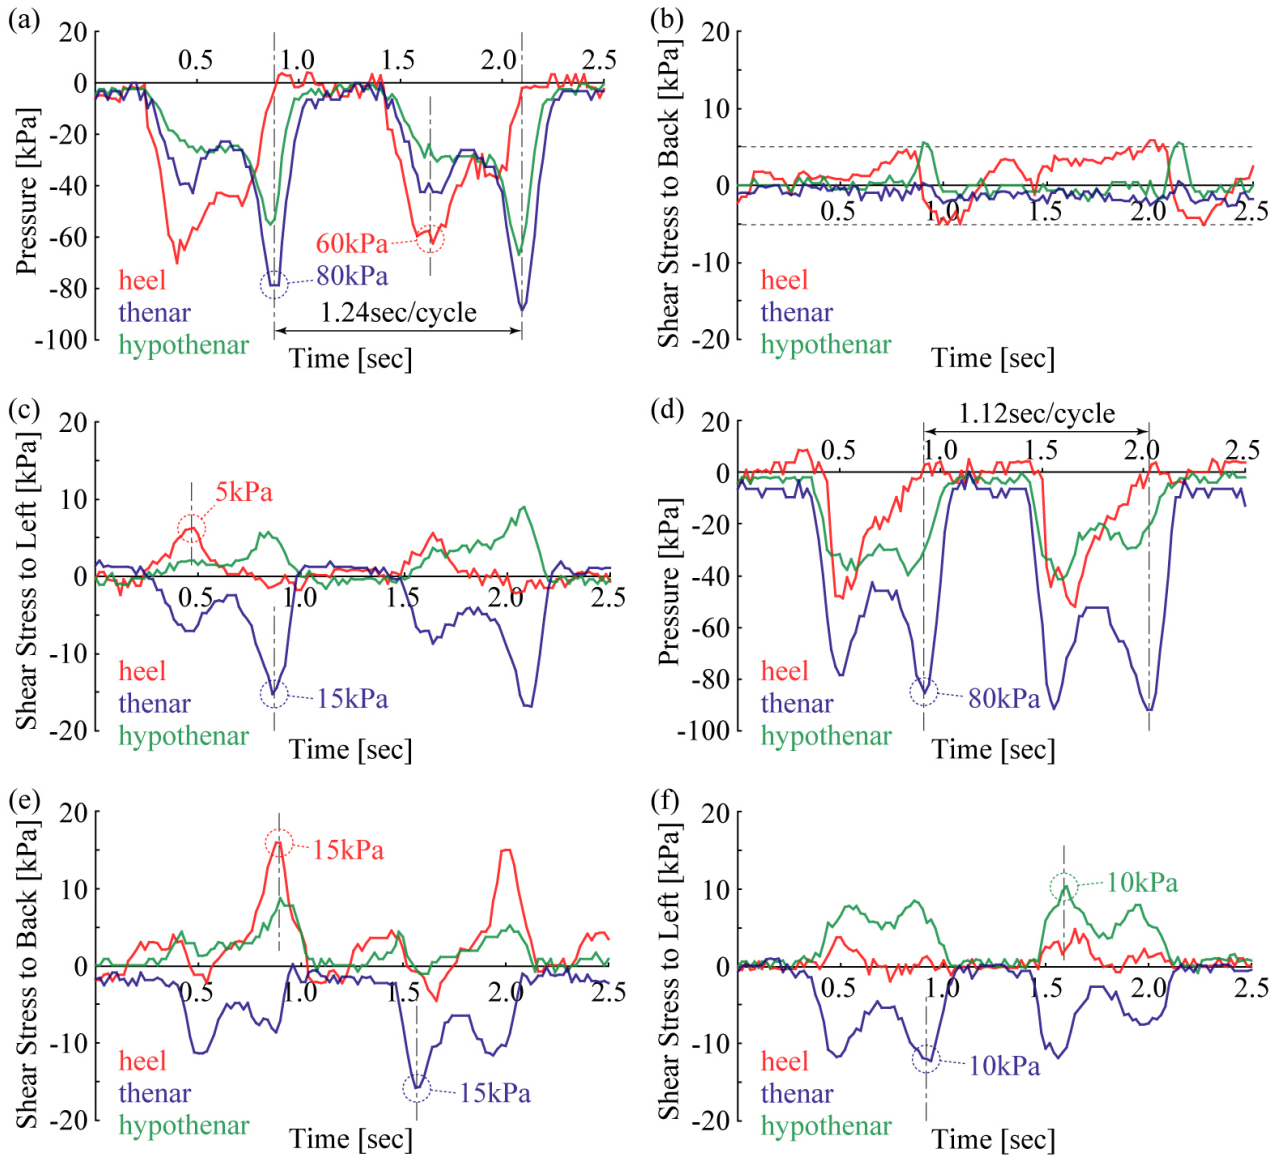 (a)
20
0
-20
-40
-60
-80
-100
0.5
1.0
1.5
2.0
2.5
Pressure [kPa]
60kPa
80kPa
1.24sec/cycle
heel
thenar
hypothenar
Time [sec]
(b)
20
10
0
-10
-20
0.5
1.0
1.5
2.0
2.5
Shear Stress to Back [kPa]
heel
thenar
hypothenar
Time [sec]
(c)
20
10
0
-10
-20
0.5
1.0
1.5
2.0
2.5
Shear Stress to Left [kPa]
5kPa
15kPa
heel
thenar
hypothenar
Time [sec]
(d)
1.12sec/cycle
20
0
-20
-40
-60
-80
-100
0.5
1.0
1.5
2.0
2.5
Pressure [kPa]
80kPa
heel
thenar
hypothenar
Time [sec]
(e)
20
10
0
-10
-20
0.5
1.0
1.5
2.0
2.5
Shear Stress to Back [kPa]
15kPa
15kPa
heel
thenar
hypothenar
Time [sec]
(f)
20
10
0
-10
-20
0.5
1.0
1.5
2.0
2.5
Shear Stress to Left [kPa]
10kPa
10kPa
heel
thenar
hypothenar
Time [sec]